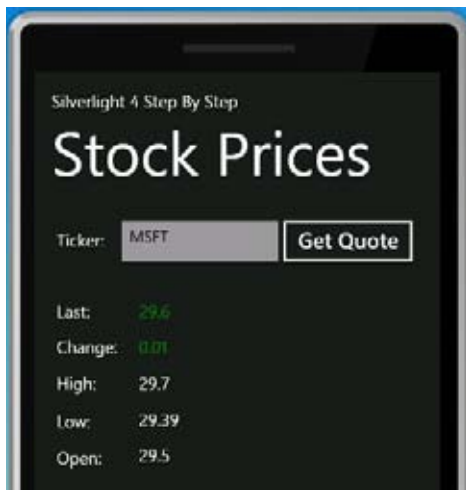 Silverlight 4 Step By Step
Stock Prices
Ticker: MSFT Get Quote
Last: 29.6
Change: 0.01
High: 29.7
Low: 29.39
Open: 29.5